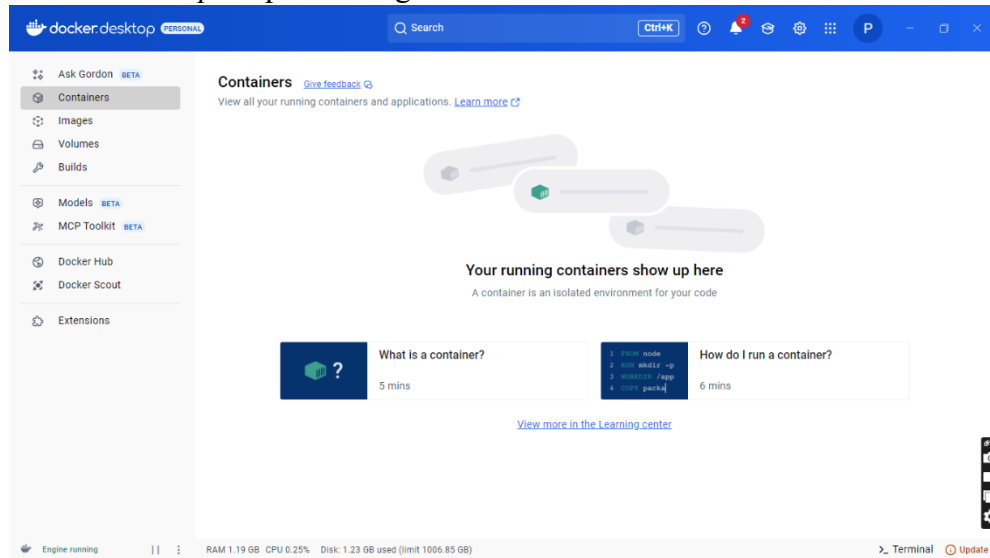 docker.desktop PERSONAL
Search
Ctrl+K
2
P
Ask Gordon BETA
Containers
Images
Volumes
Builds
Models BETA
MCP Toolkit BETA
Docker Hub
Docker Scout
Extensions
Containers Give feedback
View all your running containers and applications. Learn more
Your running containers show up here
A container is an isolated environment for your code
?
What is a container?
5 mins
1 FROM node
2 RUN mkdir -p
3 WORKDIR /app
4 COPY packa
How do I run a container?
6 mins
View more in the Learning center
Engine running
RAM 1.19 GB CPU 0.25% Disk: 1.23 GB used (limit 1006.85 GB)
>_ Terminal
Update